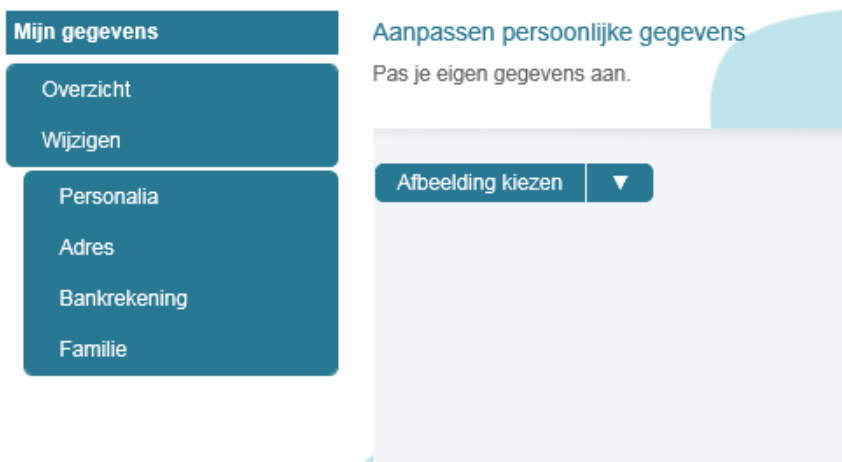 Mijn gegevens
Overzicht
Wijzigen
Personalia
Adres
Bankrekening
Familie
Aanpassen persoonlijke gegevens
Pas je eigen gegevens aan.
Afbeelding kiezen ▼